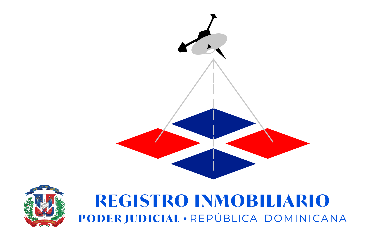 REGISTRO INMOBILIARIO
PODER JUDICIAL • REPÚBLICA DOMINICANA